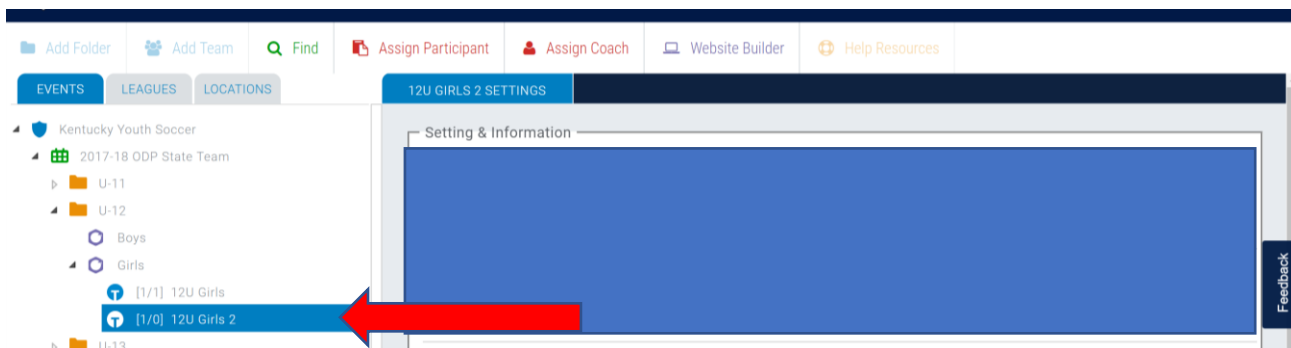 Add Folder Add Team Find Assign Participant Assign Coach Website Builder Help Resources
EVENTS LEAGUES LOCATIONS 12U GIRLS 2 SETTINGS
Kentucky Youth Soccer
Setting & Information
2017-18 ODP State Team
U-11
U-12
Boys
Girls
[1/1] 12U Girls
[1/0] 12U Girls 2
U-13
Feedback